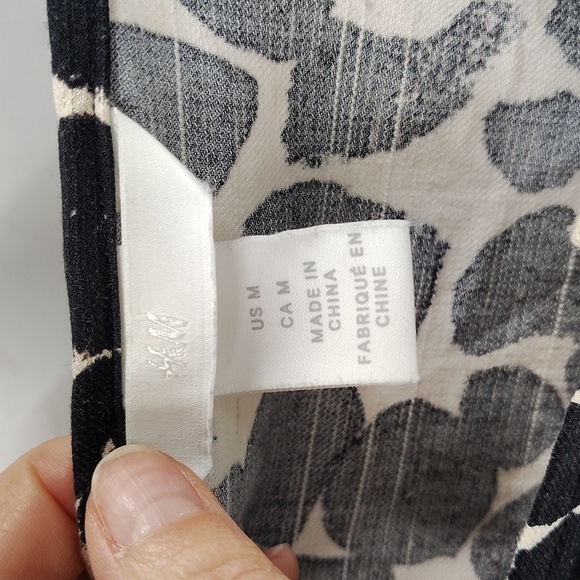 H&M
US M
CA M
MADE IN
CHINA
FABRIQUÉ EN
CHINE